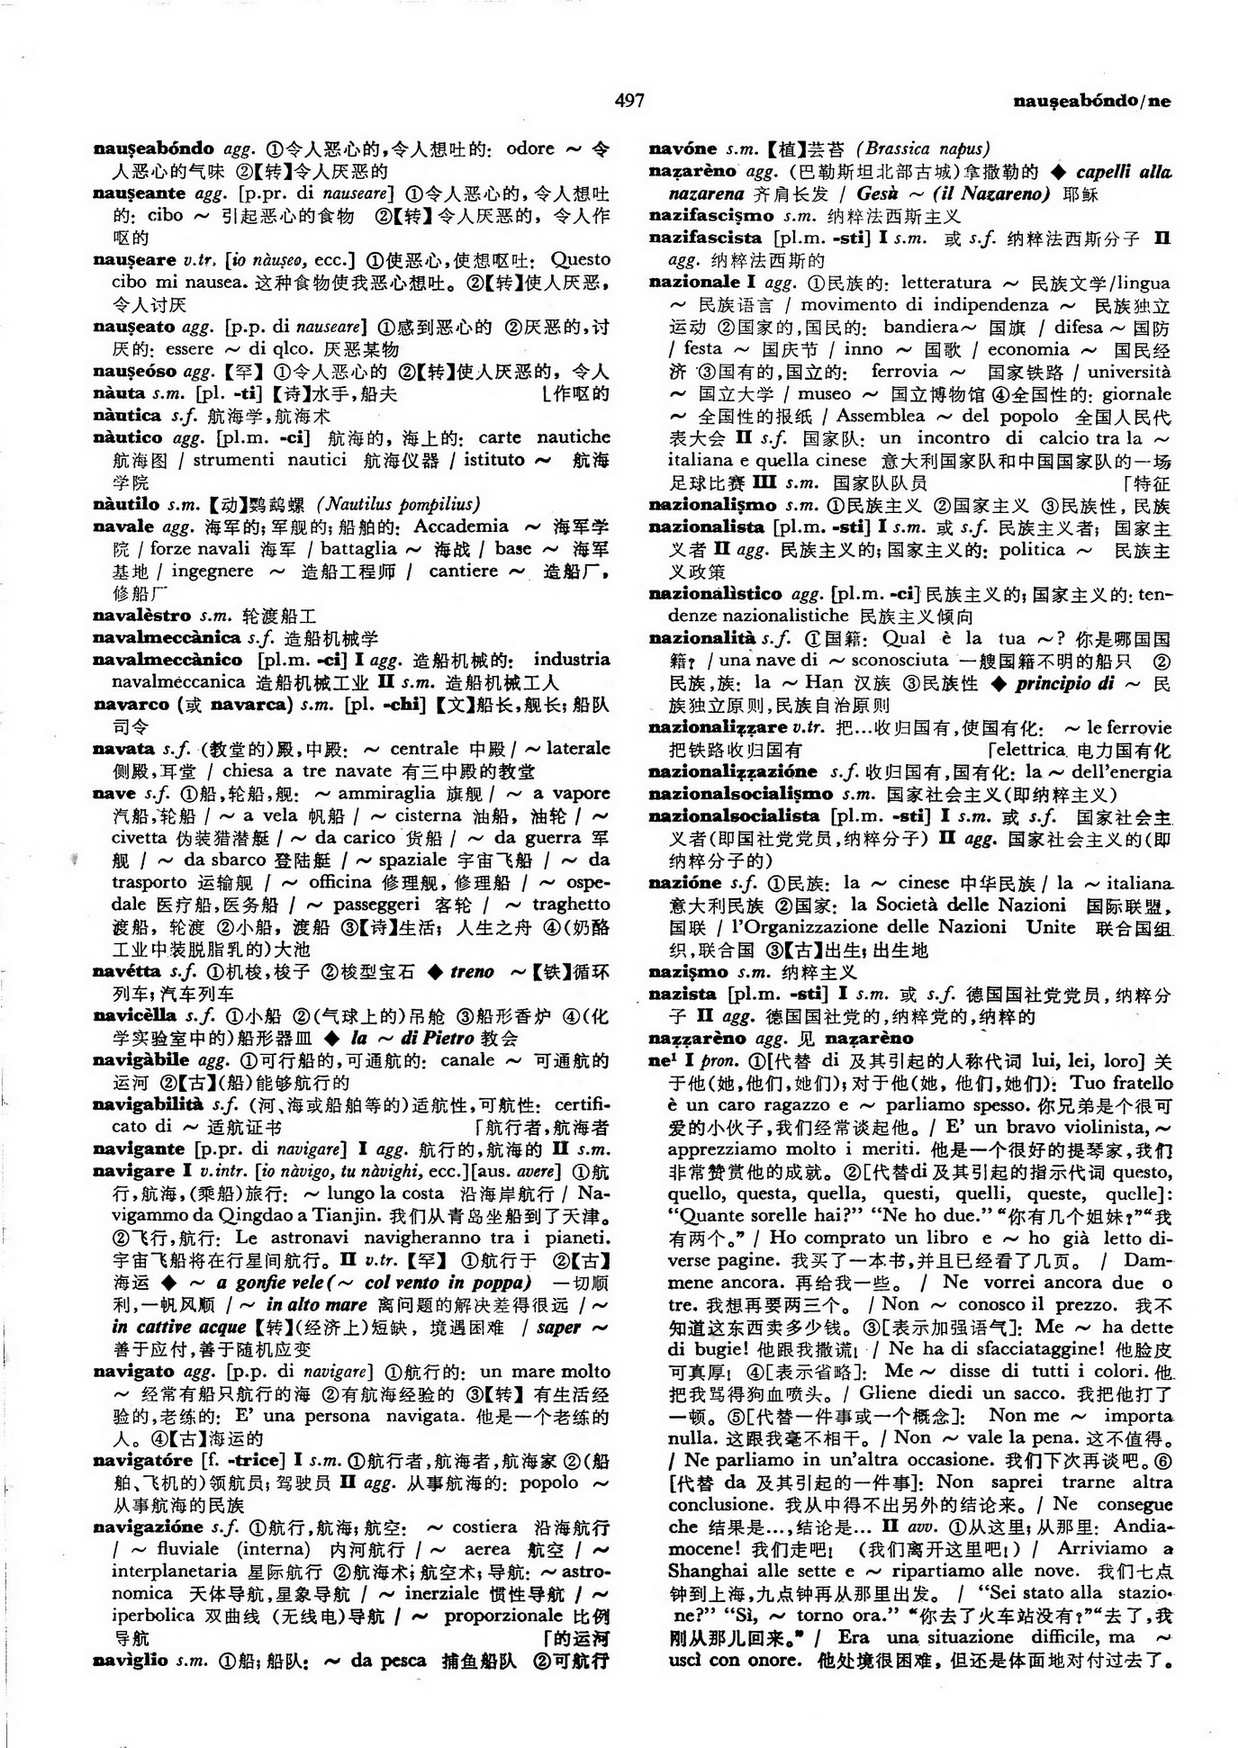 497
nauṣeabóndo/ne
nauṣeabóndo agg. ①令人恶心的,令人想吐的: odore ～ 令
人恶心的气味 ②【转】令人厌恶的
nauṣeante agg. [p.pr. di nauseare] ①令人恶心的,令人想吐
的: cibo ～ 引起恶心的食物 ②【转】令人厌恶的, 令人作
呕的
nauṣeare v.tr. [io nàuṣeo, ecc.] ①使恶心,使想呕吐: Questo
cibo mi nausea. 这种食物使我恶心想吐。②【转】使人厌恶,
令人讨厌
nauṣeato agg. [p.p. di nauseare] ①感到恶心的 ②厌恶的,讨
厌的: essere ～ di qlco. 厌恶某物
nauṣeóso agg.【罕】①令人恶心的 ②【转】使人厌恶的, 令人
nàuta s.m. [pl. -ti]【诗】水手,船夫 ⌊作呕的
nàutica s.f. 航海学,航海术
nàutico agg. [pl.m. -ci] 航海的, 海上的: carte nautiche
航海图 / strumenti nautici 航海仪器 / istituto ～ 航海
学院
nàutilo s.m.【动】鹦鹉螺 (Nautilus pompilius)
navale agg. 海军的; 军舰的; 船舶的: Accademia ～ 海军学
院 / forze navali 海军 / battaglia ～ 海战 / base ～ 海军
基地 / ingegnere ～ 造船工程师 / cantiere ～ 造船厂,
修船厂
navalèstro s.m. 轮渡船工
navalmeccànica s.f. 造船机械学
navalmeccànico [pl.m. -ci] I agg. 造船机械的: industria
navalmeccanica 造船机械工业 II s.m. 造船机械工人
navarco (或 navarca) s.m. [pl. -chi]【文】船长,舰长; 船队
司令
navata s.f. (教堂的)殿,中殿: ～ centrale 中殿 / ～ laterale
侧殿,耳堂 / chiesa a tre navate 有三中殿的教堂
nave s.f. ①船,轮船,舰: ～ ammiraglia 旗舰 / ～ a vapore
汽船,轮船 / ～ a vela 帆船 / ～ cisterna 油船, 油轮 / ～
civetta 伪装猎潜艇 / ～ da carico 货船 / ～ da guerra 军
舰 / ～ da sbarco 登陆艇 / ～ spaziale 宇宙飞船 / ～ da
trasporto 运输舰 / ～ officina 修理舰, 修理船 / ～ ospe-
dale 医疗船,医务船 / ～ passeggeri 客轮 / ～ traghetto
渡船, 轮渡 ②小船, 渡船 ③【诗】生活; 人生之舟 ④(奶酪
工业中装脱脂乳的)大池
navétta s.f. ①机梭,梭子 ②梭型宝石 ◆ treno ～【铁】循环
列车; 汽车列车
navicèlla s.f. ①小船 ②(气球上的)吊舱 ③船形香炉 ④(化
学实验室中的)船形器皿 ◆ la ～ di Pietro 教会
navigàbile agg. ①可行船的,可通航的: canale ～ 可通航的
运河 ②【古】(船)能够航行的
navigabilità s.f. (河、海或船舶等的)适航性,可航性: certifi-
cato di ～ 适航证书 ⌈航行者,航海者
navigante [p.pr. di navigare] I agg. 航行的,航海的 II s.m.
navigare I v.intr. [io nàvigo, tu nàvighi, ecc.][aus. avere] ①航
行,航海,(乘船)旅行: ～ lungo la costa 沿海岸航行 / Na-
vigammo da Qingdao a Tianjin. 我们从青岛坐船到了天津。
②飞行,航行: Le astronavi navigheranno tra i pianeti.
宇宙飞船将在行星间航行。II v.tr.【罕】①航行于 ②【古】
海运 ◆ ～ a gonfie vele (～ col vento in poppa) 一切顺
利,一帆风顺 / ～ in alto mare 离问题的解决差得很远 / ～
in cattive acque【转】(经济上)短缺, 境遇困难 / saper ～
善于应付,善于随机应变
navigato agg. [p.p. di navigare] ①航行的: un mare molto
～ 经常有船只航行的海 ②有航海经验的 ③【转】有生活经
验的,老练的: E' una persona navigata. 他是一个老练的
人。④【古】海运的
navigatóre [f. -trice] I s.m. ①航行者,航海者,航海家 ②(船
舶、飞机的)领航员; 驾驶员 II agg. 从事航海的: popolo ～
从事航海的民族
navigazióne s.f. ①航行,航海; 航空: ～ costiera 沿海航行
/ ～ fluviale (interna) 内河航行 / ～ aerea 航空 / ～
interplanetaria 星际航行 ②航海术; 航空术; 导航: ～ astro-
nomica 天体导航,星象导航 / ～ inerziale 惯性导航 / ～
iperbolica 双曲线 (无线电)导航 / ～ proporzionale 比例
导航 ⌈的运河
naviglio s.m. ①船; 船队: ～ da pesca 捕鱼船队 ②可航行
navóne s.m.【植】芸苔 (Brassica napus)
naẓarèno agg. (巴勒斯坦北部古城)拿撒勒的 ◆ capelli alla
nazarena 齐肩长发 / Gesà ～ (il Nazareno) 耶稣
nazifasciṣmo s.m. 纳粹法西斯主义
nazifascista [pl.m. -sti] I s.m. 或 s.f. 纳粹法西斯分子 II
agg. 纳粹法西斯的
nazionale I agg. ①民族的: letteratura ～ 民族文学/lingua
～ 民族语言 / movimento di indipendenza ～ 民族独立
运动 ②国家的,国民的: bandiera～ 国旗 / difesa ～ 国防
/ festa ～ 国庆节 / inno ～ 国歌 / economia ～ 国民经
济 ③国有的,国立的: ferrovia ～ 国家铁路 / università
～ 国立大学 / museo ～ 国立博物馆 ④全国性的: giornale
～ 全国性的报纸 / Assemblea ～ del popolo 全国人民代
表大会 II s.f. 国家队: un incontro di calcio tra la ～
italiana e quella cinese 意大利国家队和中国国家队的一场
足球比赛 III s.m. 国家队队员 ⌈特征
nazionaliṣmo s.m. ①民族主义 ②国家主义 ③民族性, 民族
nazionalista [pl.m. -sti] I s.m. 或 s.f. 民族主义者; 国家主
义者 II agg. 民族主义的; 国家主义的: politica ～ 民族主
义政策
nazionalìstico agg. [pl.m. -ci] 民族主义的; 国家主义的: ten-
denze nazionalistiche 民族主义倾向
nazionalità s.f. ①国籍: Qual è la tua ～? 你是哪国国
籍? / una nave di ～ sconosciuta 一艘国籍不明的船只 ②
民族,族: la ～ Han 汉族 ③民族性 ◆ principio di ～ 民
族独立原则,民族自治原则
nazionaliẓẓare v.tr. 把…收归国有,使国有化: ～ le ferrovie
把铁路收归国有 ⌈elettrica 电力国有化
nazionaliẓẓazióne s.f. 收归国有,国有化: la ～ dell'energia
nazionalsocialiṣmo s.m. 国家社会主义(即纳粹主义)
nazionalsocialista [pl.m. -sti] I s.m. 或 s.f. 国家社会主
义者(即国社党党员,纳粹分子) II agg. 国家社会主义的(即
纳粹分子的)
nazióne s.f. ①民族: la ～ cinese 中华民族 / la ～ italiana
意大利民族 ②国家: la Società delle Nazioni 国际联盟,
国联 / l'Organizzazione delle Nazioni Unite 联合国组
织,联合国 ③【古】出生; 出生地
naziṣmo s.m. 纳粹主义
nazista [pl.m. -sti] I s.m. 或 s.f. 德国国社党党员,纳粹分
子 II agg. 德国国社党的,纳粹党的,纳粹的
naẓẓarèno agg. 见 naẓarèno
ne¹ I pron. ①[代替 di 及其引起的人称代词 lui, lei, loro] 关
于他(她,他们,她们); 对于他(她, 他们,她们): Tuo fratello
è un caro ragazzo e ～ parliamo spesso. 你兄弟是个很可
爱的小伙子,我们经常谈起他。/ E' un bravo violinista, ～
apprezziamo molto i meriti. 他是一个很好的提琴家,我们
非常赞赏他的成就。②[代替di 及其引起的指示代词 questo,
quello, questa, quella, questi, quelli, queste, quelle]:
“Quante sorelle hai?” “Ne ho due.” “你有几个姐妹?”“我
有两个。” / Ho comprato un libro e ～ ho già letto di-
verse pagine. 我买了一本书,并且已经看了几页。 / Dam-
mene ancora. 再给我一些。 / Ne vorrei ancora due o
tre. 我想再要两三个。 / Non ～ conosco il prezzo. 我不
知道这东西卖多少钱。③[表示加强语气]: Me ～ ha dette
di bugie! 他跟我撒谎! / Ne ha di sfacciataggine! 他脸皮
可真厚! ④[表示省略]: Me ～ disse di tutti i colori. 他
把我骂得狗血喷头。/ Gliene diedi un sacco. 我把他打了
一顿。⑤[代替一件事或一个概念]: Non me ～ importa
nulla. 这跟我毫不相干。/ Non ～ vale la pena. 这不值得。
/ Ne parliamo in un'altra occasione. 我们下次再谈吧。⑥
[代替 da 及其引起的一件事]: Non saprei trarne altra
conclusione. 我从中得不出另外的结论来。/ Ne consegue
che 结果是…,结论是… II avv. ①从这里; 从那里: Andia-
mocene! 我们走吧! (我们离开这里吧!) / Arriviamo a
Shanghai alle sette e ～ ripartiamo alle nove. 我们七点
钟到上海,九点钟再从那里出发。 / “Sei stato alla stazio-
ne?” “Sì, ～ torno ora.” “你去了火车站没有?”“去了,我
刚从那儿回来。” / Era una situazione difficile, ma ～
uscì con onore. 他处境很困难, 但还是体面地对付过去了。